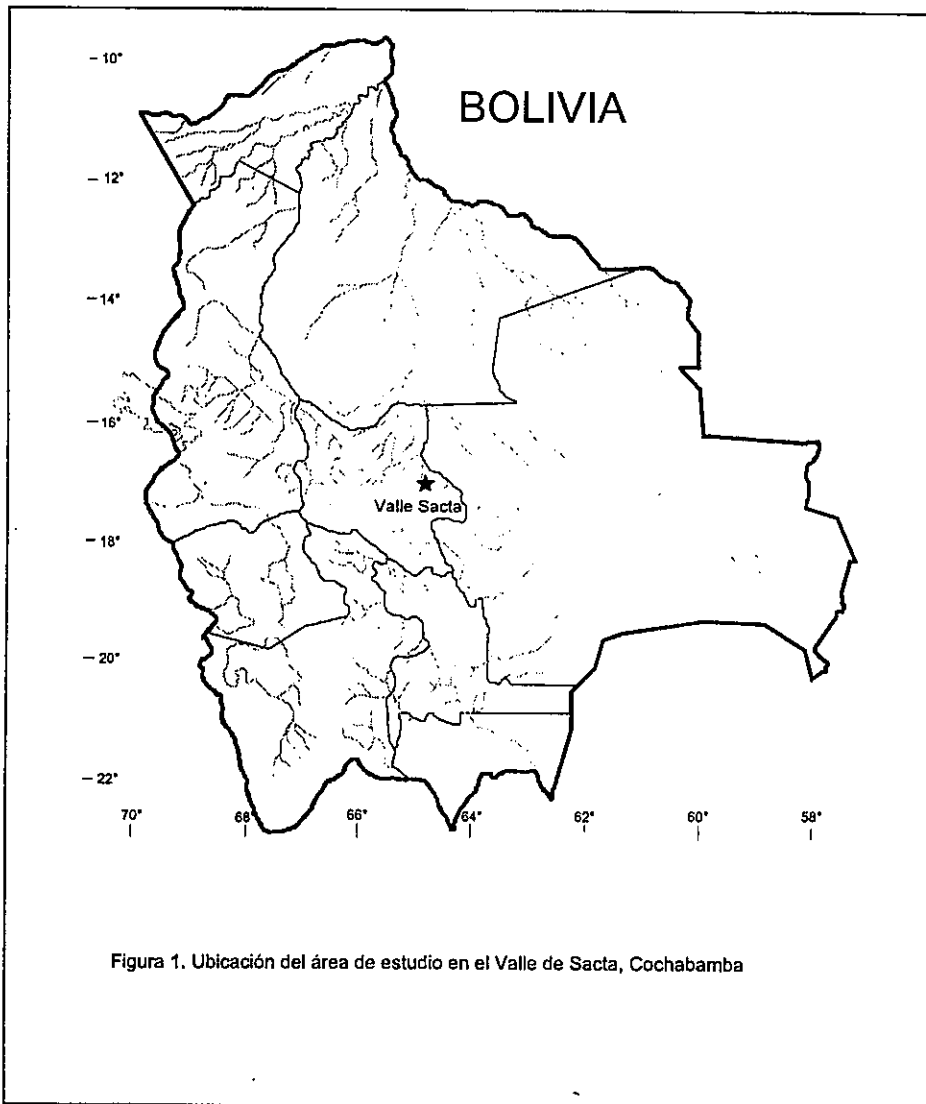 BOLIVIA
– 10°
– 12°
– 14°
– 16°
Valle Sacta
– 18°
– 20°
– 22°
70° 68° 66° 64° 62° 60° 58°
Figura 1. Ubicación del área de estudio en el Valle de Sacta, Cochabamba